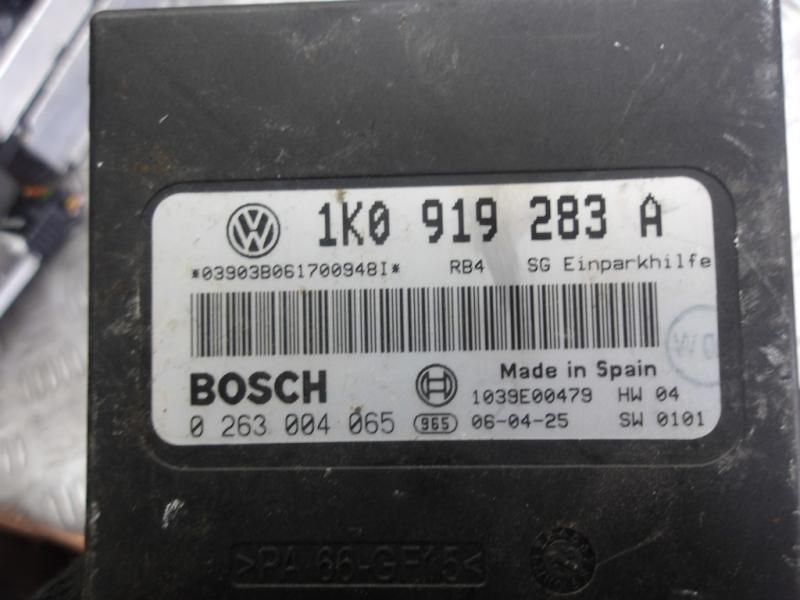 1K0 919 283 A
*03903B061700948I* RB4 SG Einparkhilfe
BOSCH Made in Spain
1039E00479 HW 04
0 263 004 065 965 06-04-25 SW 0101
>PA 66-GF15<